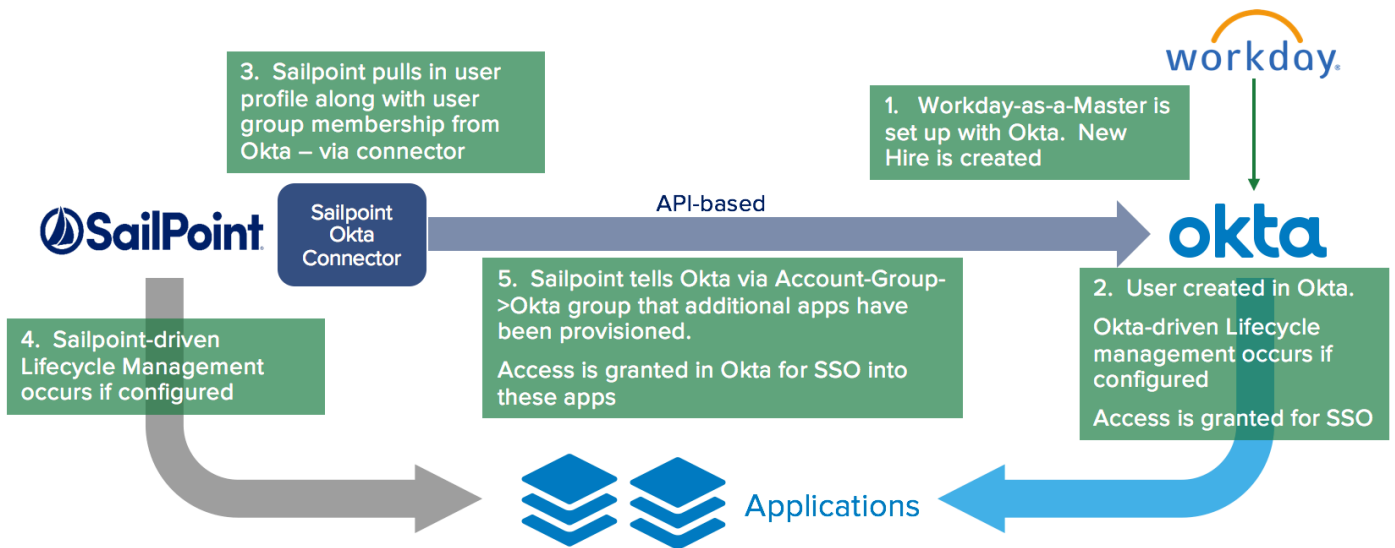 workday.
3. Sailpoint pulls in user
profile along with user
group membership from
Okta – via connector
1. Workday-as-a-Master is
set up with Okta. New
Hire is created
SailPoint
Sailpoint
Okta
Connector
API-based
okta
5. Sailpoint tells Okta via Account-Group-
>Okta group that additional apps have
been provisioned.
Access is granted in Okta for SSO into
these apps
2. User created in Okta.
Okta-driven Lifecycle
management occurs if
configured
Access is granted for SSO
4. Sailpoint-driven
Lifecycle Management
occurs if configured
Applications